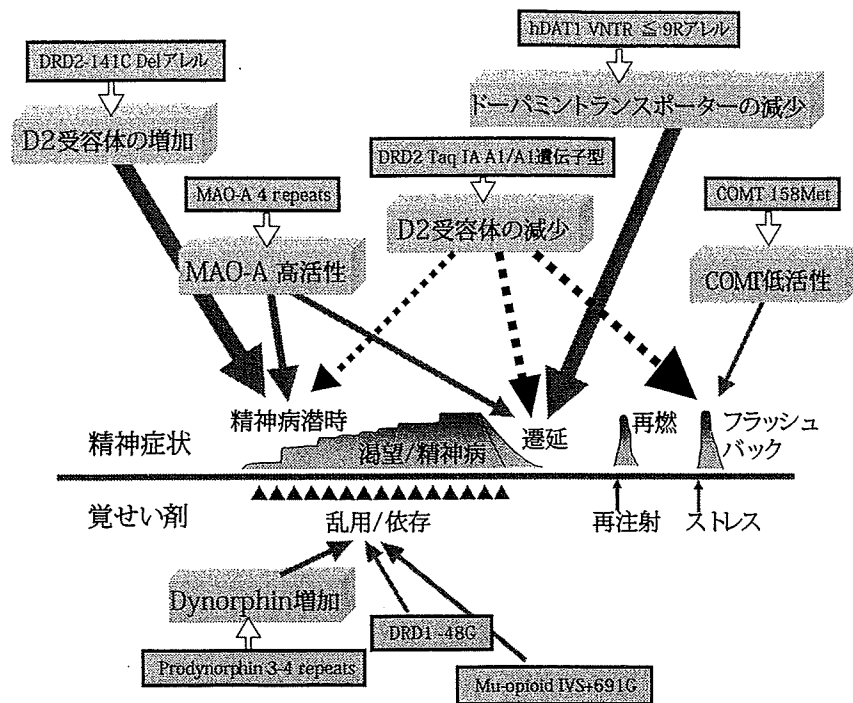 hDAT1 VNTR ≦ 9Rアレル
DRD2-141C Delアレル
ドーパミントランスポーターの減少
D2受容体の増加
DRD2 Taq IA A1/A1遺伝子型
MAO-A 4 repeats
COMT 158Met
D2受容体の減少
MAO-A 高活性
COMT低活性
精神病潜時
遷延
再燃
フラッシュ
バック
精神症状
渇望/精神病
覚せい剤
乱用/依存
再注射
ストレス
Dynorphin増加
DRD1 -48G
Prodynorphin 3-4 repeats
Mu-opioid IVS+691G